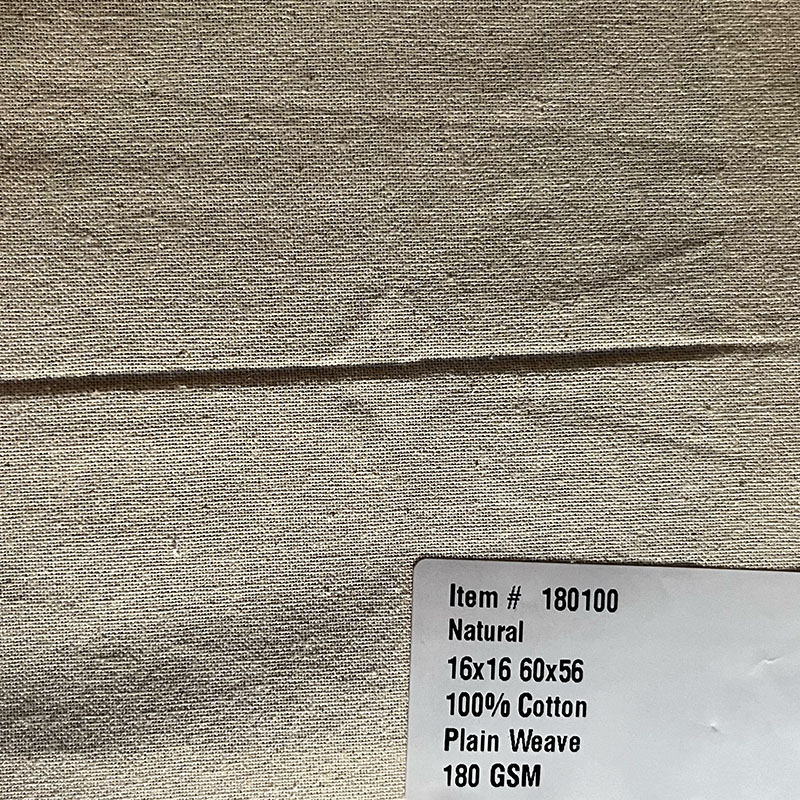 Item # 180100
Natural
16x16 60x56
100% Cotton
Plain Weave
180 GSM